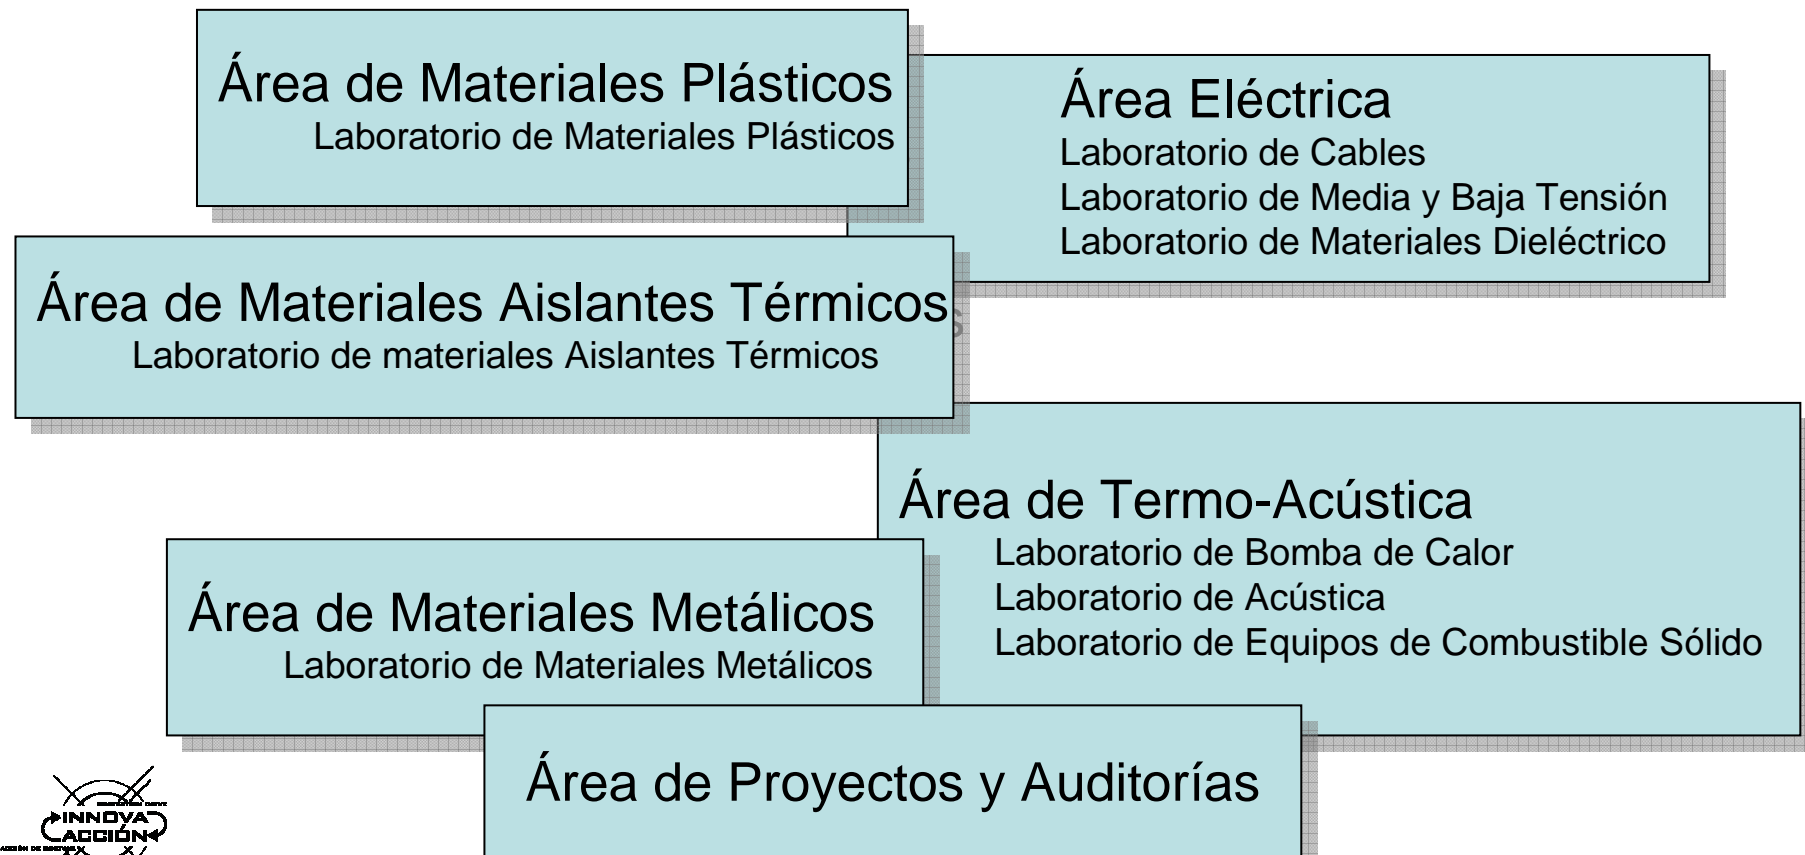 Área de Materiales Plásticos
Laboratorio de Materiales Plásticos
Área Eléctrica
Laboratorio de Cables
Laboratorio de Media y Baja Tensión
Laboratorio de Materiales Dieléctrico
Área de Materiales Aislantes Térmicos
Laboratorio de materiales Aislantes Térmicos
Área de Termo-Acústica
Laboratorio de Bomba de Calor
Laboratorio de Acústica
Laboratorio de Equipos de Combustible Sólido
Área de Materiales Metálicos
Laboratorio de Materiales Metálicos
Área de Proyectos y Auditorías
INNOVA
ACCIÓN